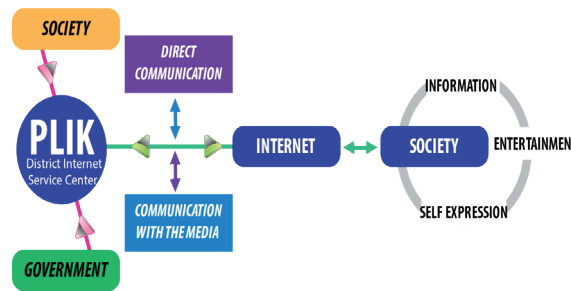 SOCIETY
PLIK
District Internet
Service Center
GOVERNMENT
DIRECT
COMMUNICATION
COMMUNICATION
WITH THE MEDIA
INTERNET
SOCIETY
INFORMATION
ENTERTAINMEN
SELF EXPRESSION